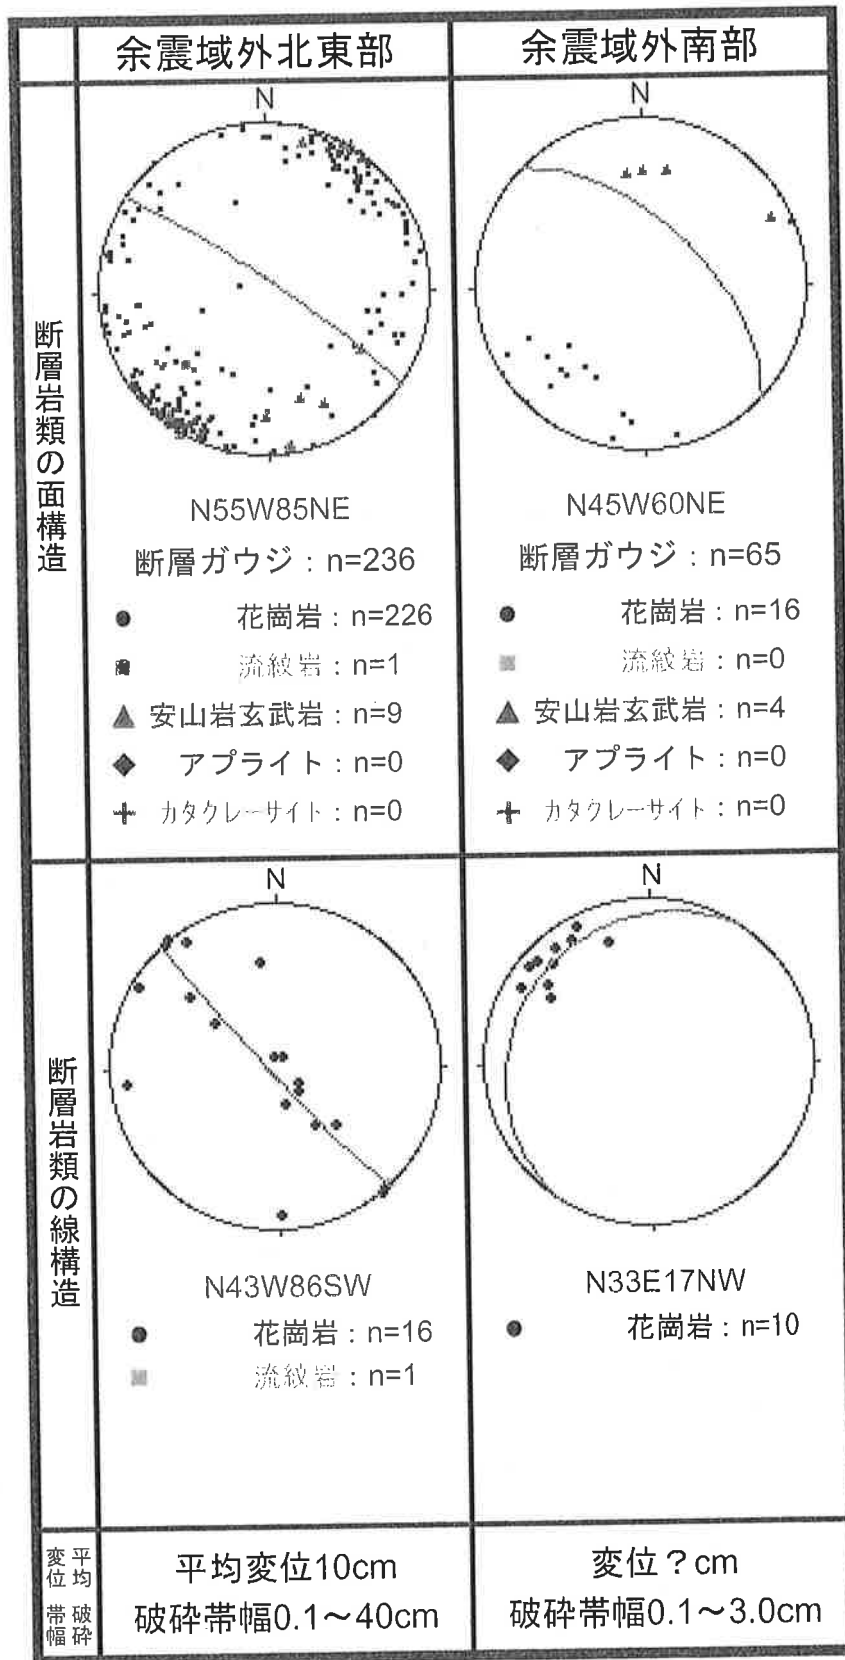 余震域外北東部
余震域外南部
断層岩類の面構造
N
N55W85NE
断層ガウジ：n=236
花崗岩：n=226
流紋岩：n=1
安山岩玄武岩：n=9
アプライト：n=0
カタクレーサイト：n=0
N
N45W60NE
断層ガウジ：n=65
花崗岩：n=16
流紋岩：n=0
安山岩玄武岩：n=4
アプライト：n=0
カタクレーサイト：n=0
断層岩類の線構造
N
N43W86SW
花崗岩：n=16
流紋岩：n=1
N
N33E17NW
花崗岩：n=10
平均変位
破砕帯幅
平均変位10cm
破砕帯幅0.1～40cm
変位？cm
破砕帯幅0.1～3.0cm